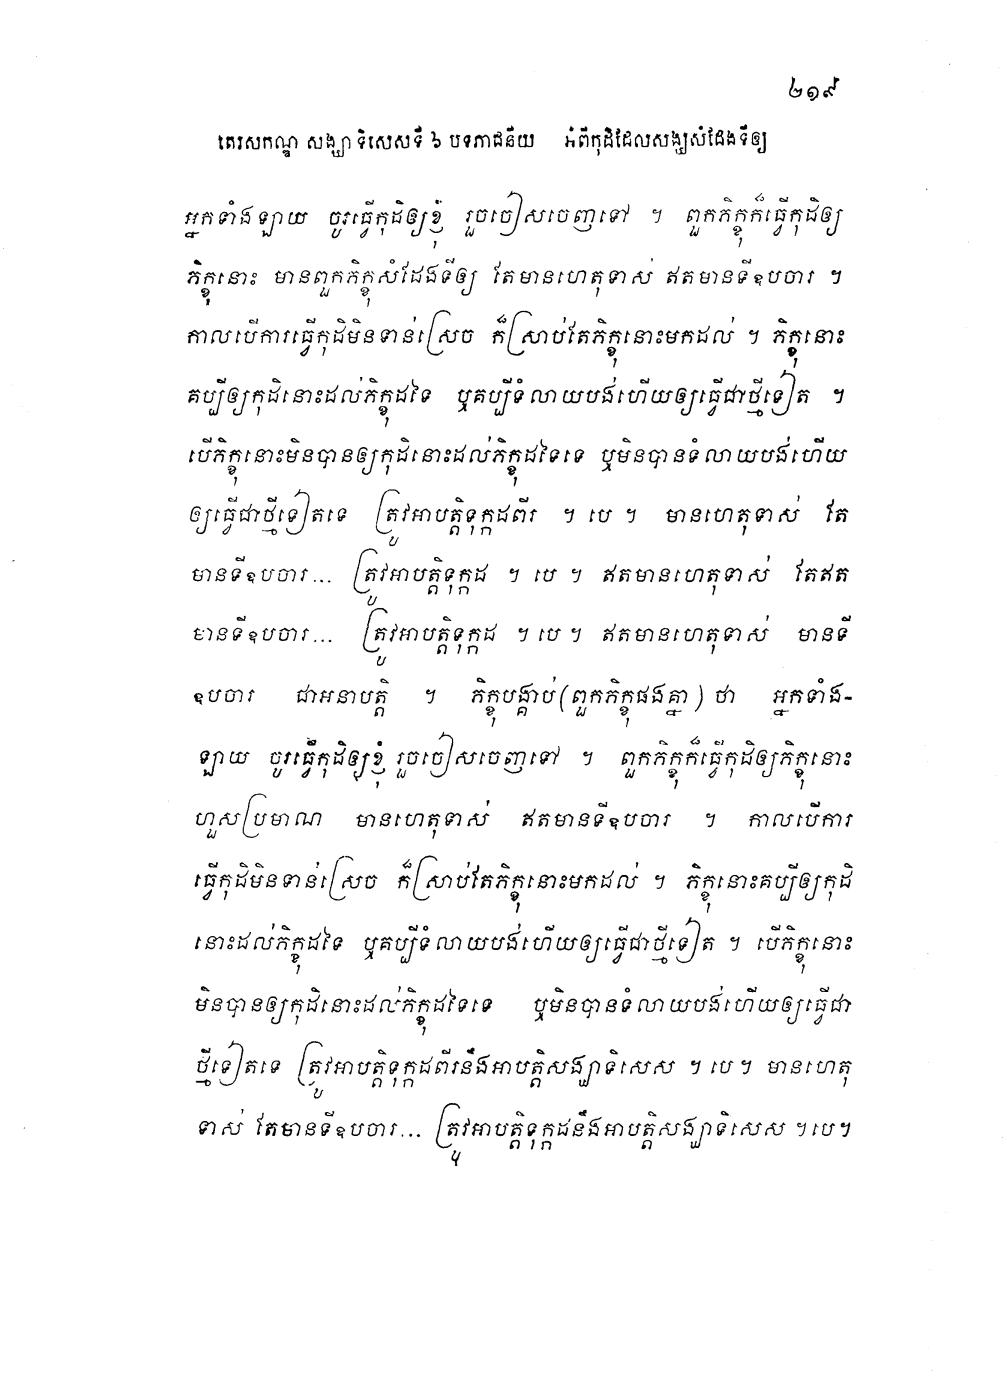 ២១៩
តេរសកណ្ឌ សង្ឃាទិសេសទី ៦ បទភាជនីយ អំពីកុដិដែលសង្ឃសំដែងទីឲ្យ
អ្នកទាំងឡាយ ចូរធ្វើកុដិឲ្យខ្ញុំ រួចចៀសចេញទៅ ។ ពួកភិក្ខុក៏ធ្វើកុដិឲ្យ
ភិក្ខុនោះ មានពួកភិក្ខុសំដែងទីឲ្យ តែមានហេតុទាស់ ឥតមានទីឧបចារ ។
កាលបើការធ្វើកុដិមិនទាន់ស្រេច ក៏ស្រាប់តែភិក្ខុនោះមកដល់ ។ ភិក្ខុនោះ
គប្បីឲ្យកុដិនោះដល់ភិក្ខុដទៃ ឬគប្បីទំលាយបង់ហើយឲ្យធ្វើជាថ្មីទៀត ។
បើភិក្ខុនោះមិនបានឲ្យកុដិនោះដល់ភិក្ខុដទៃទេ ឬមិនបានទំលាយបង់ហើយ
ឲ្យធ្វើជាថ្មីទៀតទេ ត្រូវអាបត្តិទុក្កដពីរ ។ បេ ។ មានហេតុទាស់ តែ
មានទីឧបចារ... ត្រូវអាបត្តិទុក្កដ ។ បេ ។ ឥតមានហេតុទាស់ តែឥត
មានទីឧបចារ... ត្រូវអាបត្តិទុក្កដ ។ បេ ។ ឥតមានហេតុទាស់ មានទី
ឧបចារ ជាអនាបត្តិ ។ ភិក្ខុបង្គាប់(ពួកភិក្ខុផងគ្នា) ថា អ្នកទាំង-
ឡាយ ចូរធ្វើកុដិឲ្យខ្ញុំ រួចចៀសចេញទៅ ។ ពួកភិក្ខុក៏ធ្វើកុដិឲ្យភិក្ខុនោះ
ហួសប្រមាណ មានហេតុទាស់ ឥតមានទីឧបចារ ។ កាលបើការ
ធ្វើកុដិមិនទាន់ស្រេច ក៏ស្រាប់តែភិក្ខុនោះមកដល់ ។ ភិក្ខុនោះគប្បីឲ្យកុដិ
នោះដល់ភិក្ខុដទៃ ឬគប្បីទំលាយបង់ហើយឲ្យធ្វើជាថ្មីទៀត ។ បើភិក្ខុនោះ
មិនបានឲ្យកុដិនោះដល់ភិក្ខុដទៃទេ ឬមិនបានទំលាយបង់ហើយឲ្យធ្វើជា
ថ្មីទៀតទេ ត្រូវអាបត្តិទុក្កដពីរនឹងអាបត្តិសង្ឃាទិសេស ។ បេ ។ មានហេតុ
ទាស់ តែមានទីឧបចារ... ត្រូវអាបត្តិទុក្កដនឹងអាបត្តិសង្ឃាទិសេស ។បេ។